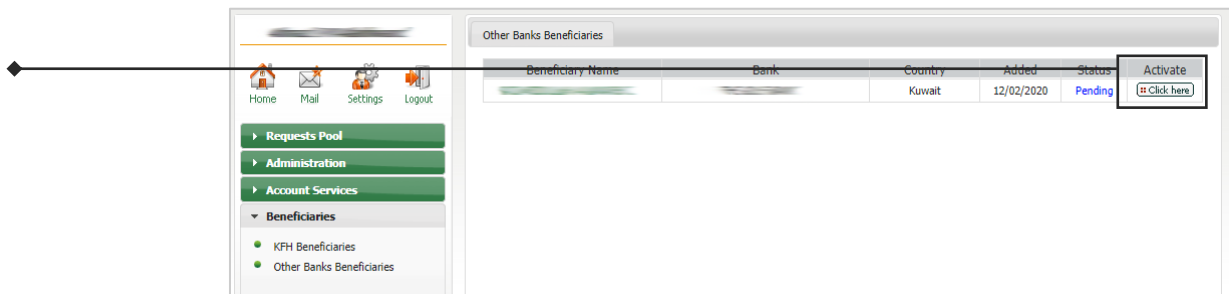 Other Banks Beneficiaries
Home Mail Settings Logout
Beneficiary Name Bank Country Added Status Activate
Kuwait 12/02/2020 Pending Click here
Requests Pool
Administration
Account Services
Beneficiaries
KFH Beneficiaries
Other Banks Beneficiaries